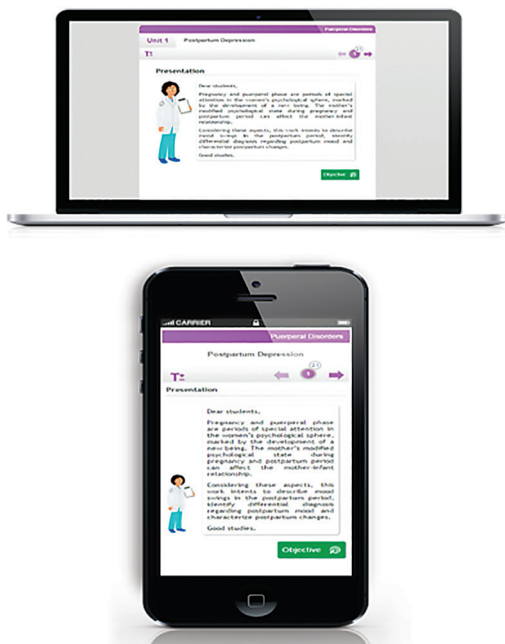 Puerperal Disorders
Unit 1 Postpartum Depression
T
1
Presentation
Dear students,
Pregnancy and puerperal phase are periods of special
attention in the women's psychological sphere, marked
by the development of a new being. The mother's
modified psychological state during pregnancy and
postpartum period can affect the mother-infant
relationship.
Considering these aspects, this work intents to describe
mood swings in the postpartum period, identify
differential diagnosis regarding postpartum mood and
characterize postpartum changes.
Good studies.
Objective
CARRIER
Puerperal Disorders
Postpartum Depression
T
1
Presentation
Dear students,
Pregnancy and puerperal phase
are periods of special attention in
the women's psychological sphere,
marked by the development of a
new being. The mother's modified
psychological state during
pregnancy and postpartum period
can affect the mother-infant
relationship.
Considering these aspects, this
work intents to describe mood
swings in the postpartum period,
identify differential diagnosis
regarding postpartum mood and
characterize postpartum changes.
Good studies.
Objective